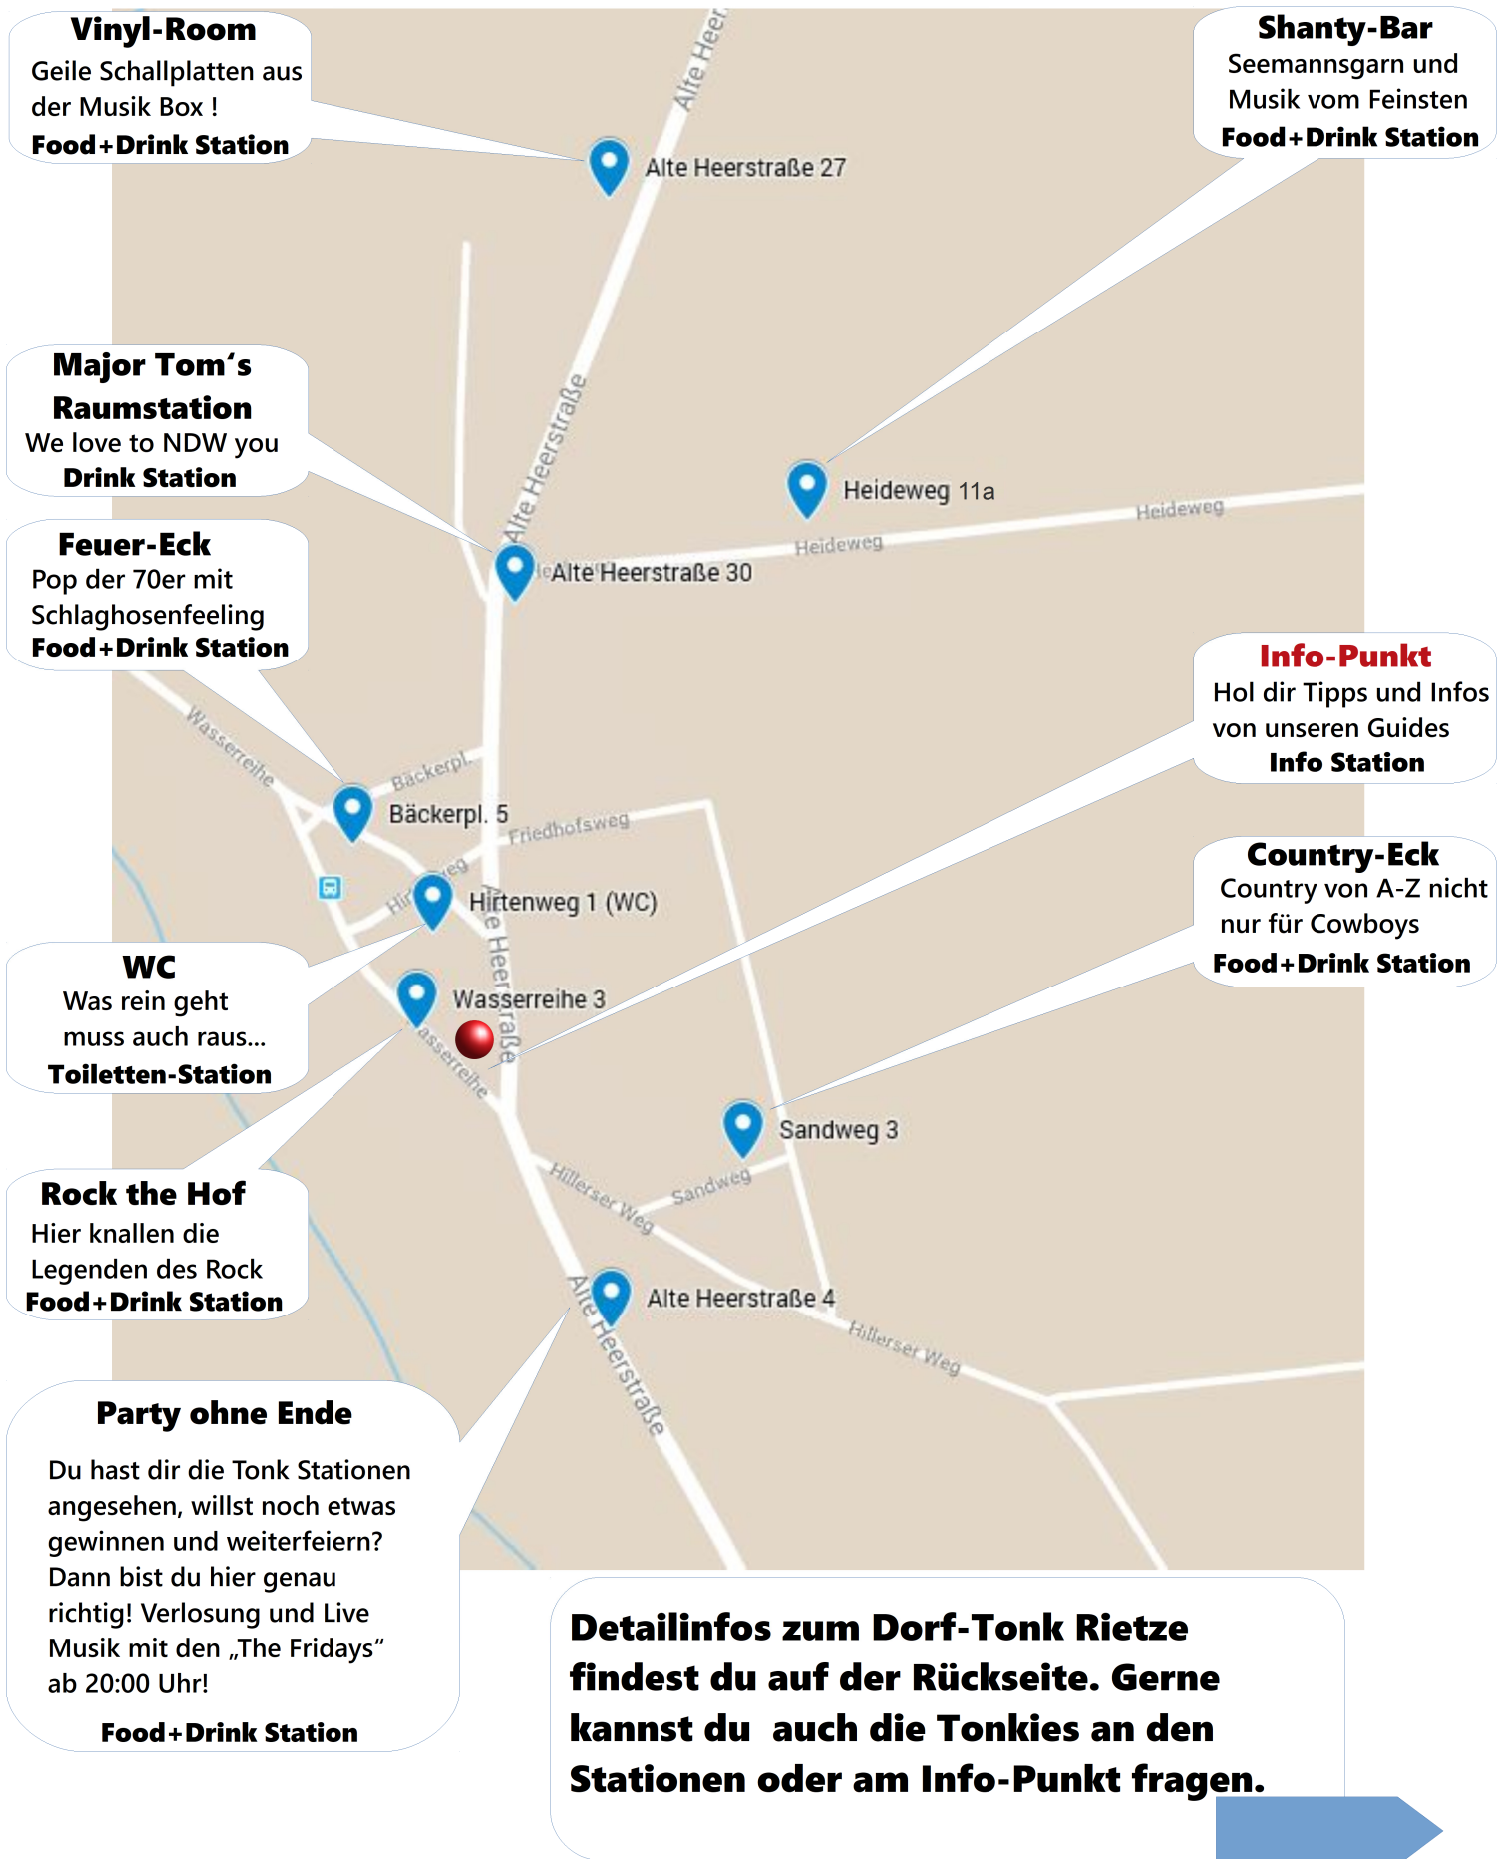 Vinyl-Room
Geile Schallplatten aus
der Musik Box !
Food+Drink Station
Shanty-Bar
Seemannsgarn und
Musik vom Feinsten
Food+Drink Station
Alte Heer.
Alte Heerstraße 27
Major Tom‘s
Raumstation
We love to NDW you
Drink Station
Alte Heerstraße
Heideweg 11a
Heideweg
Heideweg
Alte Heerstraße 30
Feuer-Eck
Pop der 70er mit
Schlaghosenfeeling
Food+Drink Station
Info-Punkt
Hol dir Tipps und Infos
von unseren Guides
Info Station
Wasserreihe
Bäckerpl.
Bäckerpl. 5
Friedhofsweg
Hirtenweg 1 (WC)
Alte Heerstraße
Country-Eck
Country von A-Z nicht
nur für Cowboys
Food+Drink Station
WC
Was rein geht
muss auch raus...
Toiletten-Station
Wasserreihe 3
asserreihe
Sandweg 3
Sandweg
Hillerser Weg
Rock the Hof
Hier knallen die
Legenden des Rock
Food+Drink Station
Alte Heerstraße 4
Alte Heerstraße
Hillerser Weg
Party ohne Ende
Du hast dir die Tonk Stationen
angesehen, willst noch etwas
gewinnen und weiterfeiern?
Dann bist du hier genau
richtig! Verlosung und Live
Musik mit den „The Fridays“
ab 20:00 Uhr!
Food+Drink Station
Detailinfos zum Dorf-Tonk Rietze
findest du auf der Rückseite. Gerne
kannst du  auch die Tonkies an den
Stationen oder am Info-Punkt fragen.